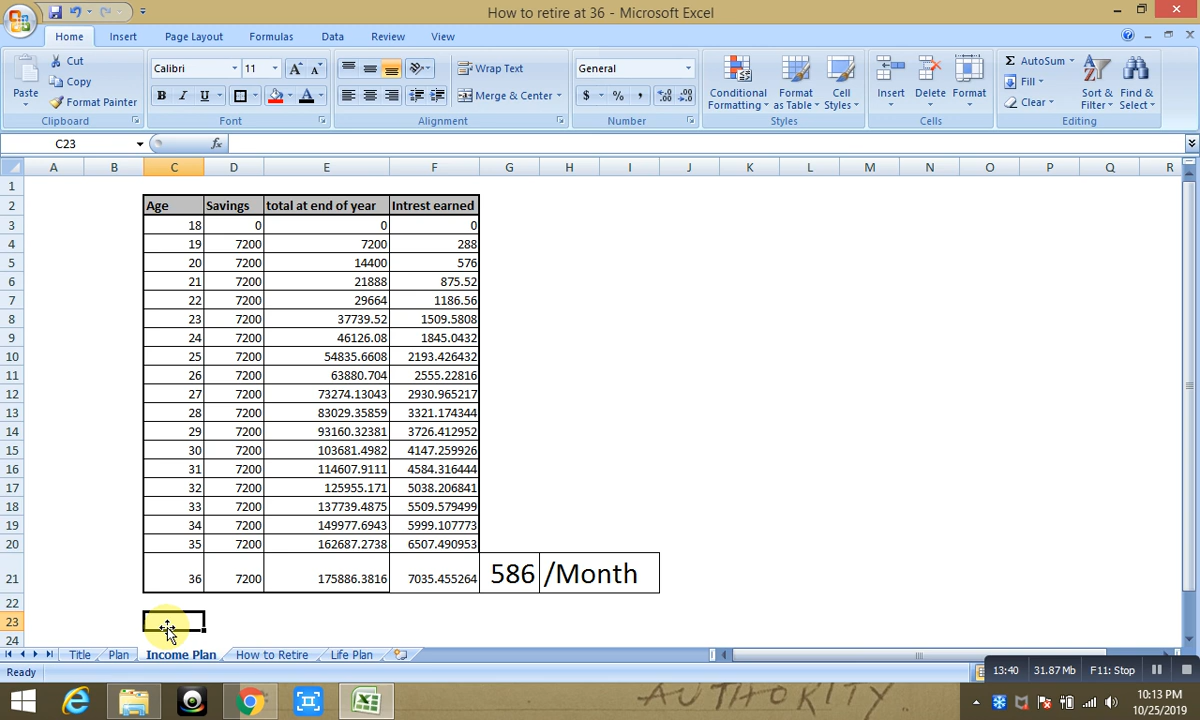 How to retire at 36 - Microsoft Excel
Home Insert Page Layout Formulas Data Review View
Paste Cut Copy Format Painter
Calibri 11
B I U
Wrap Text
Merge & Center
General
$ % ,
Conditional Formatting Format as Table Cell Styles
Insert Delete Format
Σ AutoSum Fill Clear
Sort & Filter Find & Select
Clipboard Font Alignment Number Styles Cells Editing
C23 fx
A B C D E F G H I J K L M N O P Q R
1
2 Age Savings total at end of year Intrest earned
3 18 0 0 0
4 19 7200 7200 288
5 20 7200 14400 576
6 21 7200 21888 875.52
7 22 7200 29664 1186.56
8 23 7200 37739.52 1509.5808
9 24 7200 46126.08 1845.0432
10 25 7200 54835.6608 2193.426432
11 26 7200 63880.704 2555.22816
12 27 7200 73274.13043 2930.965217
13 28 7200 83029.35859 3321.174344
14 29 7200 93160.32381 3726.412952
15 30 7200 103681.4982 4147.259926
16 31 7200 114607.9111 4584.316444
17 32 7200 125955.171 5038.206841
18 33 7200 137739.4875 5509.579499
19 34 7200 149977.6943 5999.107773
20 35 7200 162687.2738 6507.490953
21 36 7200 175886.3816 7035.455264 586 /Month
22
23
24
Title Plan Income Plan How to Retire Life Plan
Ready
13:40 31.87 Mb F11: Stop
AUTHORITY.
10:13 PM
10/25/2019